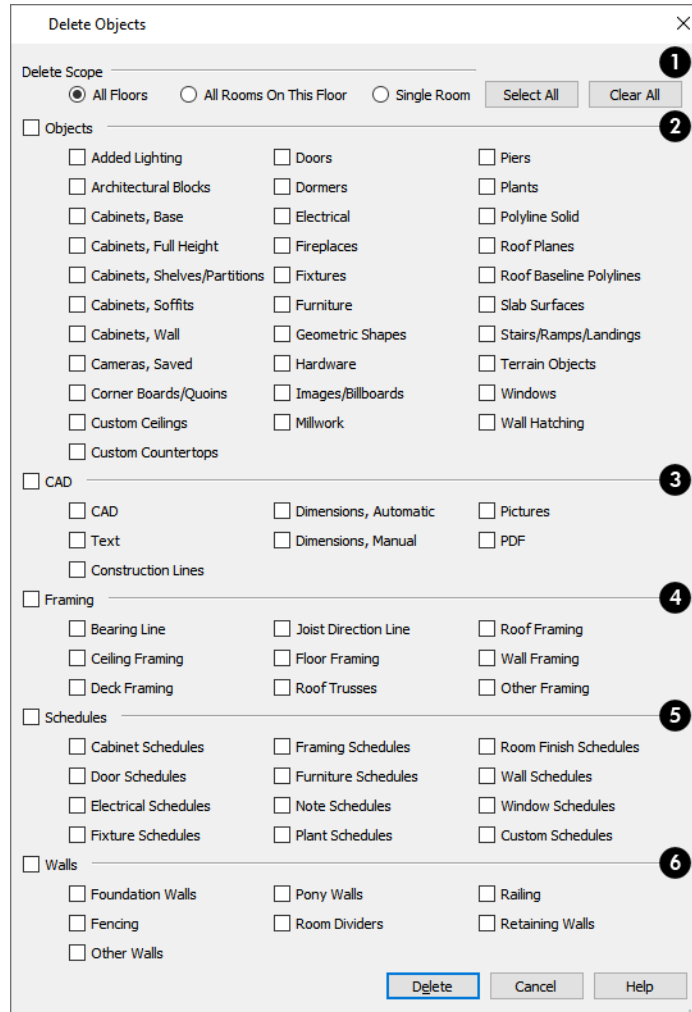 Delete Objects
1
Delete Scope
All Floors All Rooms On This Floor Single Room Select All Clear All
Objects 2
Added Lighting Doors Piers
Architectural Blocks Dormers Plants
Cabinets, Base Electrical Polyline Solid
Cabinets, Full Height Fireplaces Roof Planes
Cabinets, Shelves/Partitions Fixtures Roof Baseline Polylines
Cabinets, Soffits Furniture Slab Surfaces
Cabinets, Wall Geometric Shapes Stairs/Ramps/Landings
Cameras, Saved Hardware Terrain Objects
Corner Boards/Quoins Images/Billboards Windows
Custom Ceilings Millwork Wall Hatching
Custom Countertops
CAD 3
CAD Dimensions, Automatic Pictures
Text Dimensions, Manual PDF
Construction Lines
Framing 4
Bearing Line Joist Direction Line Roof Framing
Ceiling Framing Floor Framing Wall Framing
Deck Framing Roof Trusses Other Framing
Schedules 5
Cabinet Schedules Framing Schedules Room Finish Schedules
Door Schedules Furniture Schedules Wall Schedules
Electrical Schedules Note Schedules Window Schedules
Fixture Schedules Plant Schedules Custom Schedules
Walls 6
Foundation Walls Pony Walls Railing
Fencing Room Dividers Retaining Walls
Other Walls
Delete Cancel Help